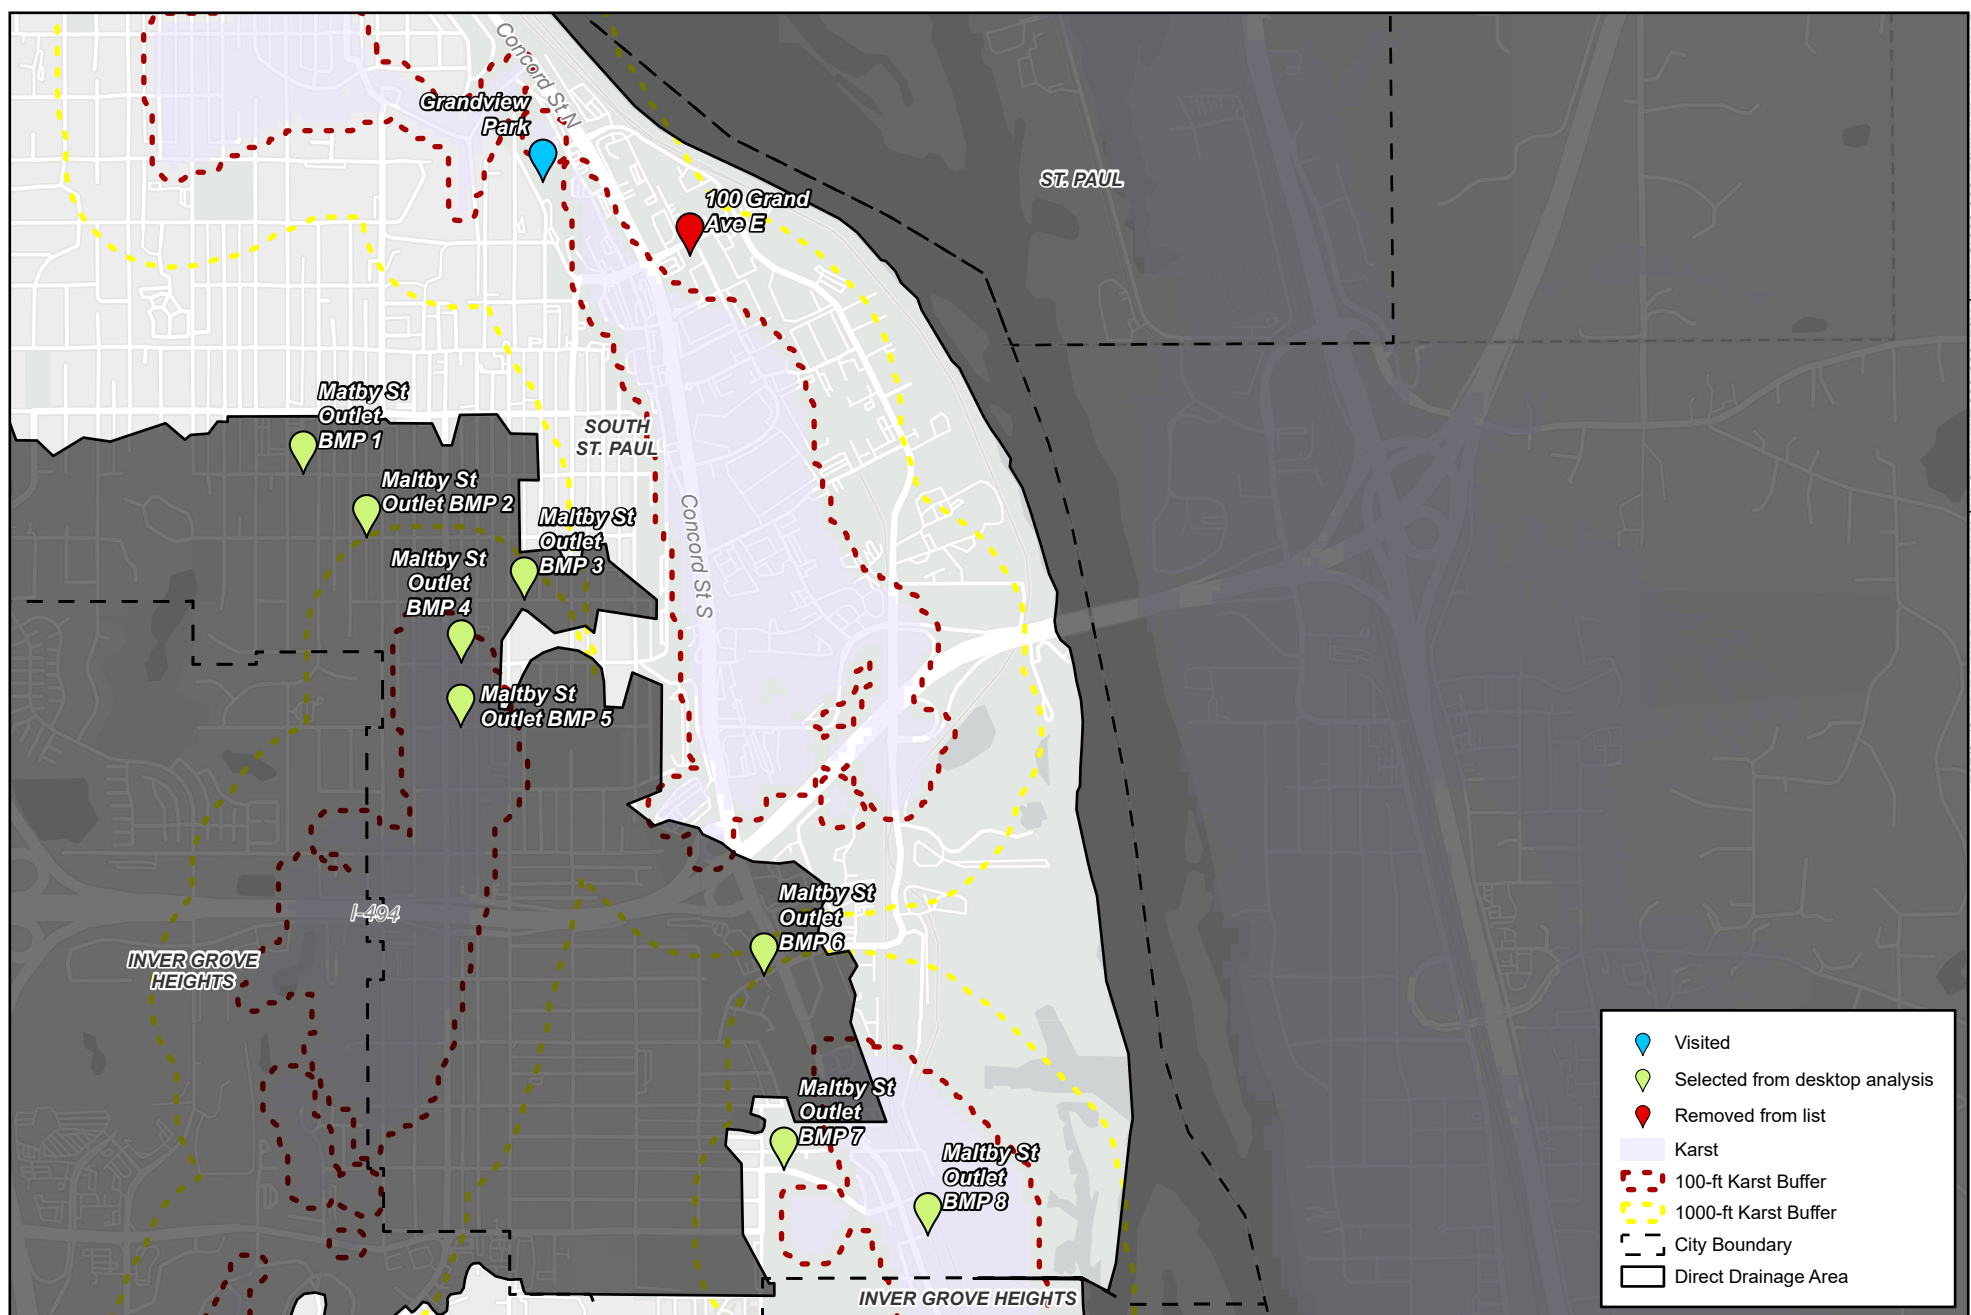 Concord St N
Grandview
Park
100 Grand
Ave E
ST. PAUL
Matby St
Outlet
BMP 1
SOUTH
ST. PAUL
Maltby St
Outlet BMP 2
Maltby St
Outlet
BMP 3
Concord St S
Maltby St
Outlet
BMP 4
Maltby St
Outlet BMP 5
Maltby St
Outlet
BMP 6
I-494
INVER GROVE
HEIGHTS
Maltby St
Outlet
BMP 7
Maltby St
Outlet
BMP 8
INVER GROVE HEIGHTS
Visited
Selected from desktop analysis
Removed from list
Karst
100-ft Karst Buffer
1000-ft Karst Buffer
City Boundary
Direct Drainage Area